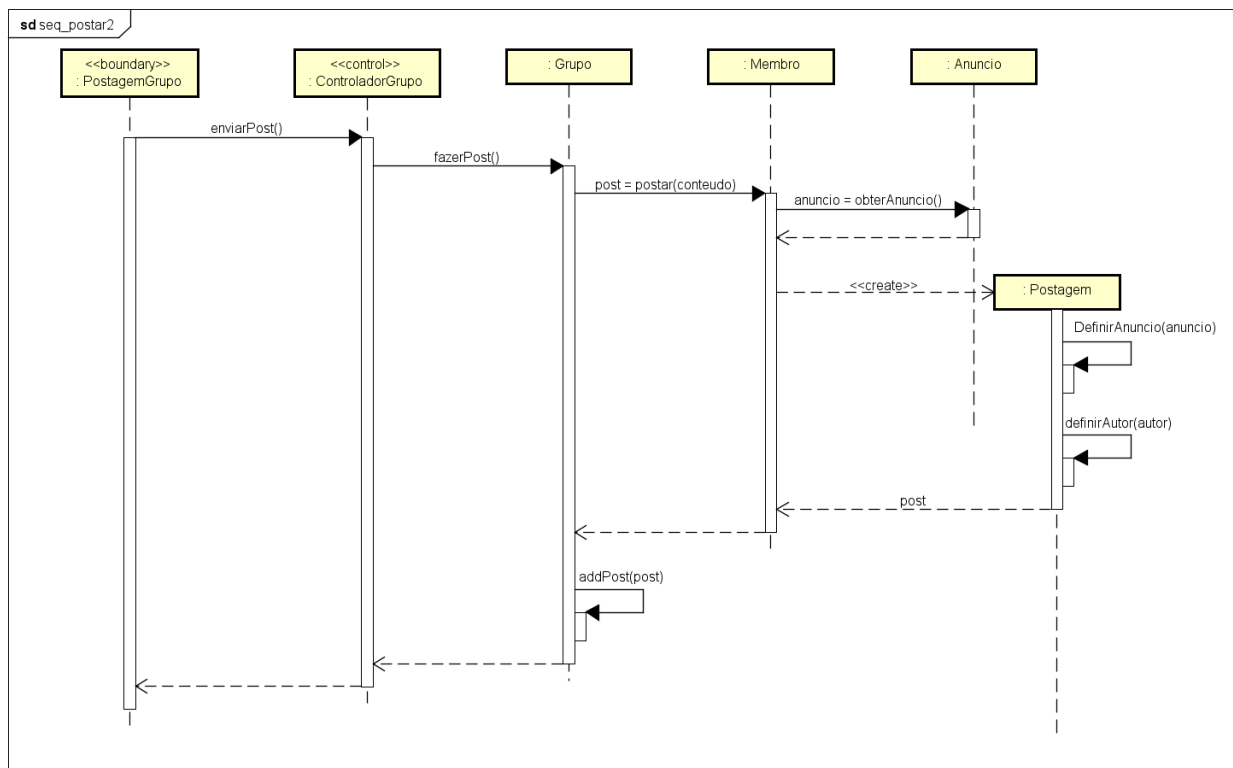 sd seq_postar2
<<boundary>>
: PostagemGrupo
<<control>>
: ControladorGrupo
: Grupo
: Membro
: Anuncio
enviarPost()
fazerPost()
post = postar(conteudo)
anuncio = obterAnuncio()
<<create>>
: Postagem
DefinirAnuncio(anuncio)
definirAutor(autor)
post
addPost(post)